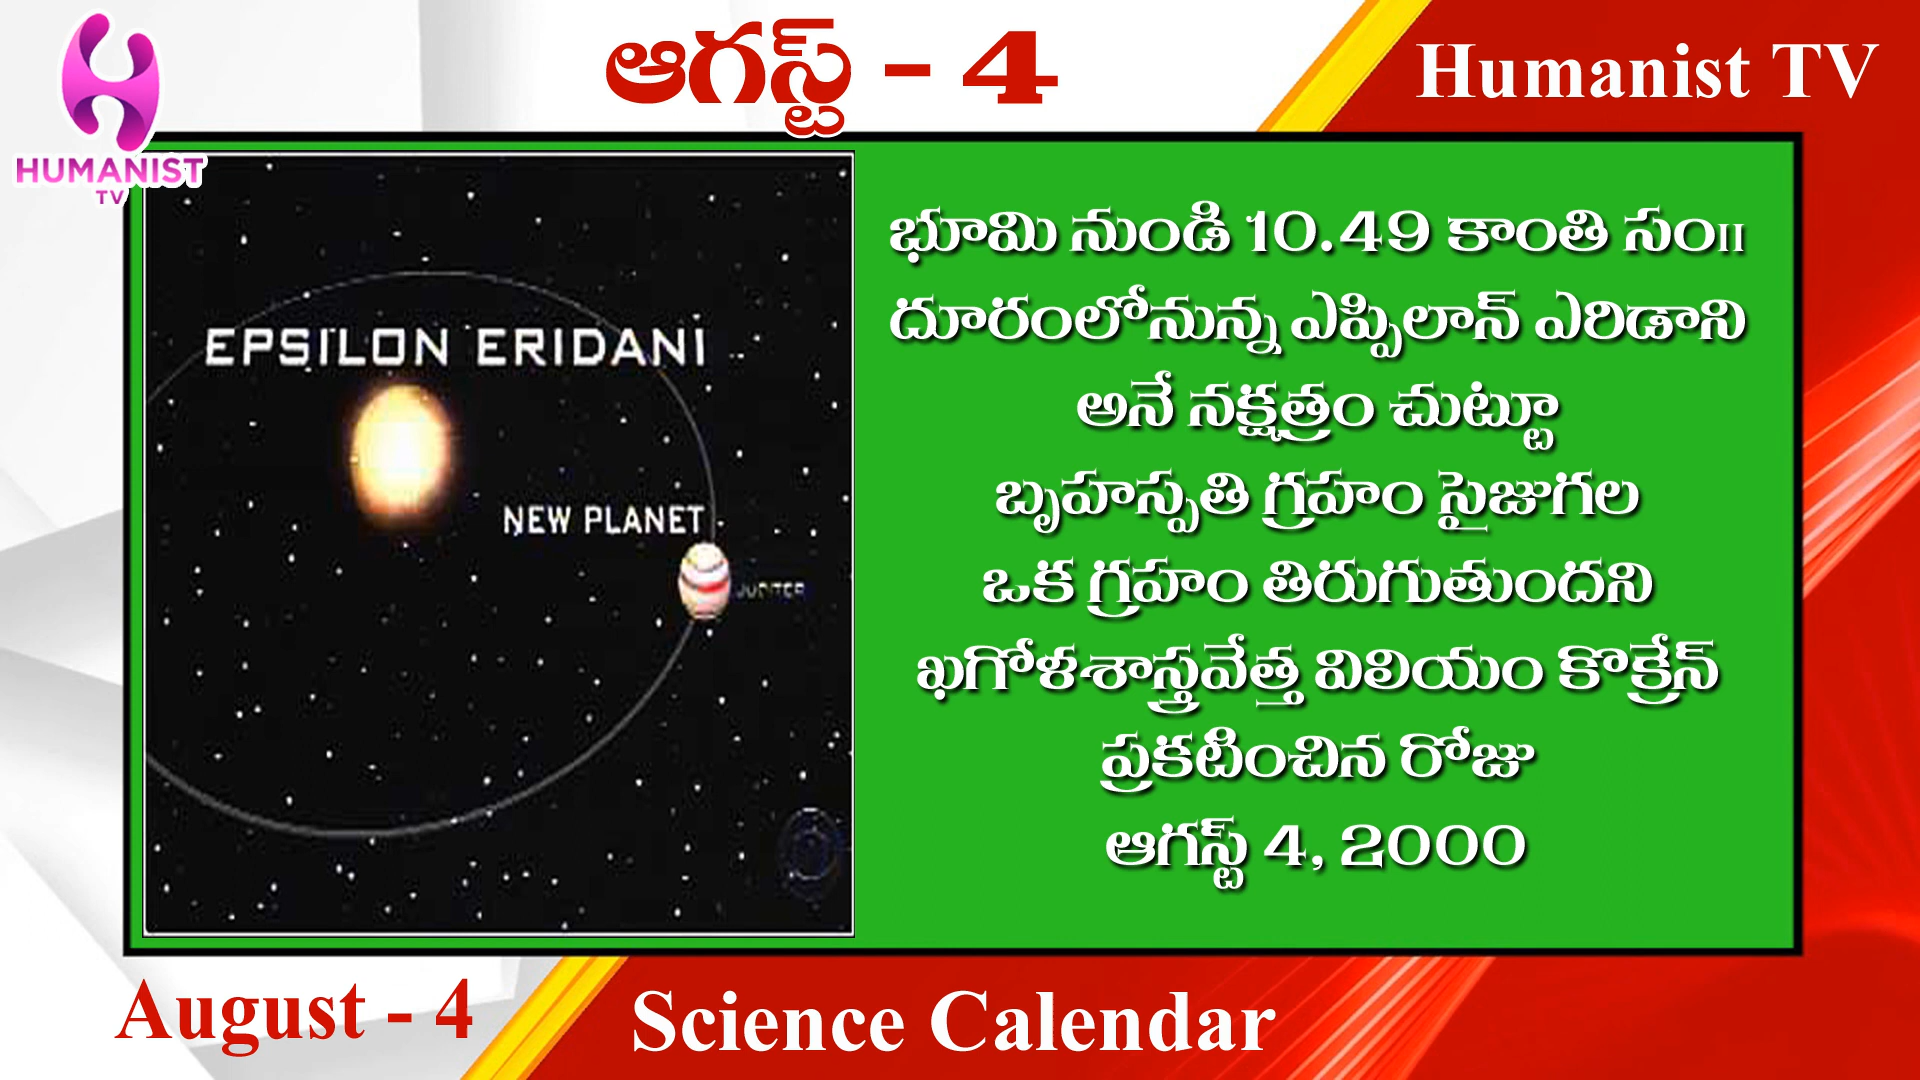 HUMANIST
TV
ఆగస్ట్ - 4
Humanist TV
EPSILON ERIDANI
NEW PLANET
JUPITER
భూమి నుండి 10.49 కాంతి సం॥
దూరంలోనున్న ఎప్పిలాన్ ఎరిడాని
అనే నక్షత్రం చుట్టూ
బృహస్పతి గ్రహం సైజుగల
ఒక గ్రహం తిరుగుతుందని
ఖగోళశాస్త్రవేత్త విలియం కొక్రేన్
ప్రకటించిన రోజు
ఆగస్ట్ 4, 2000
August - 4
Science Calendar